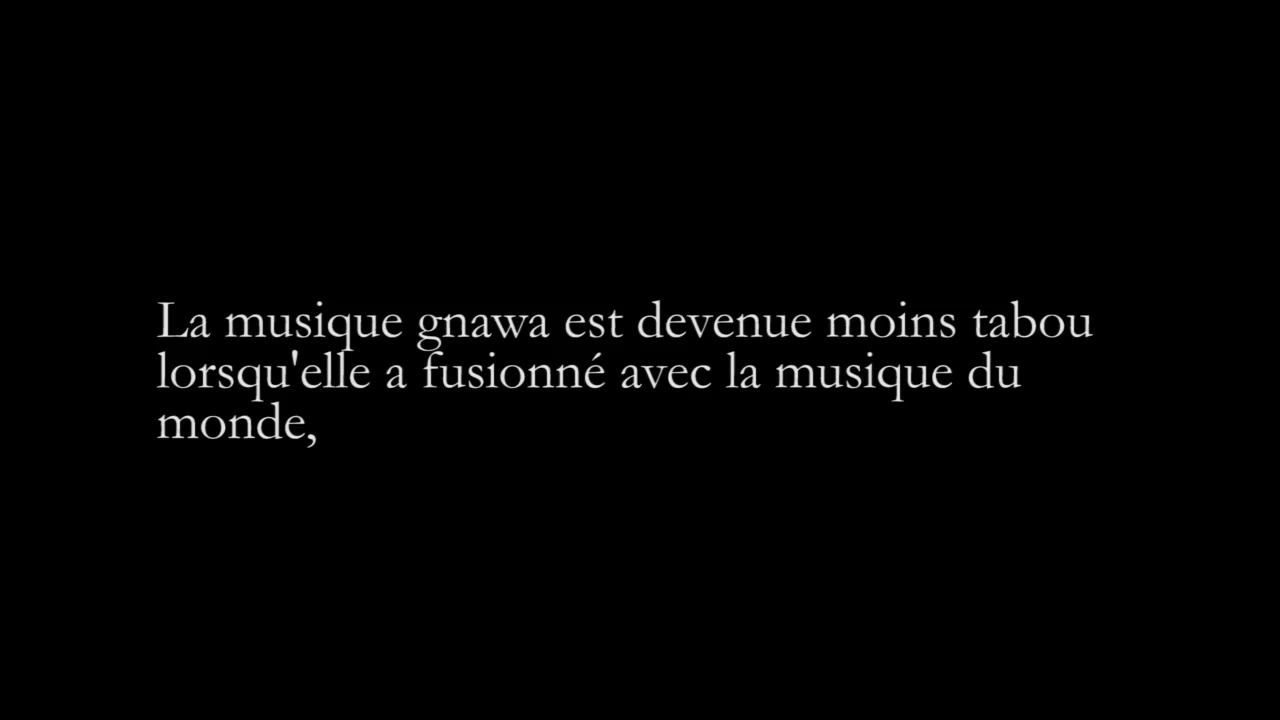 La musique gnawa est devenue moins tabou
lorsqu'elle a fusionné avec la musique du
monde,